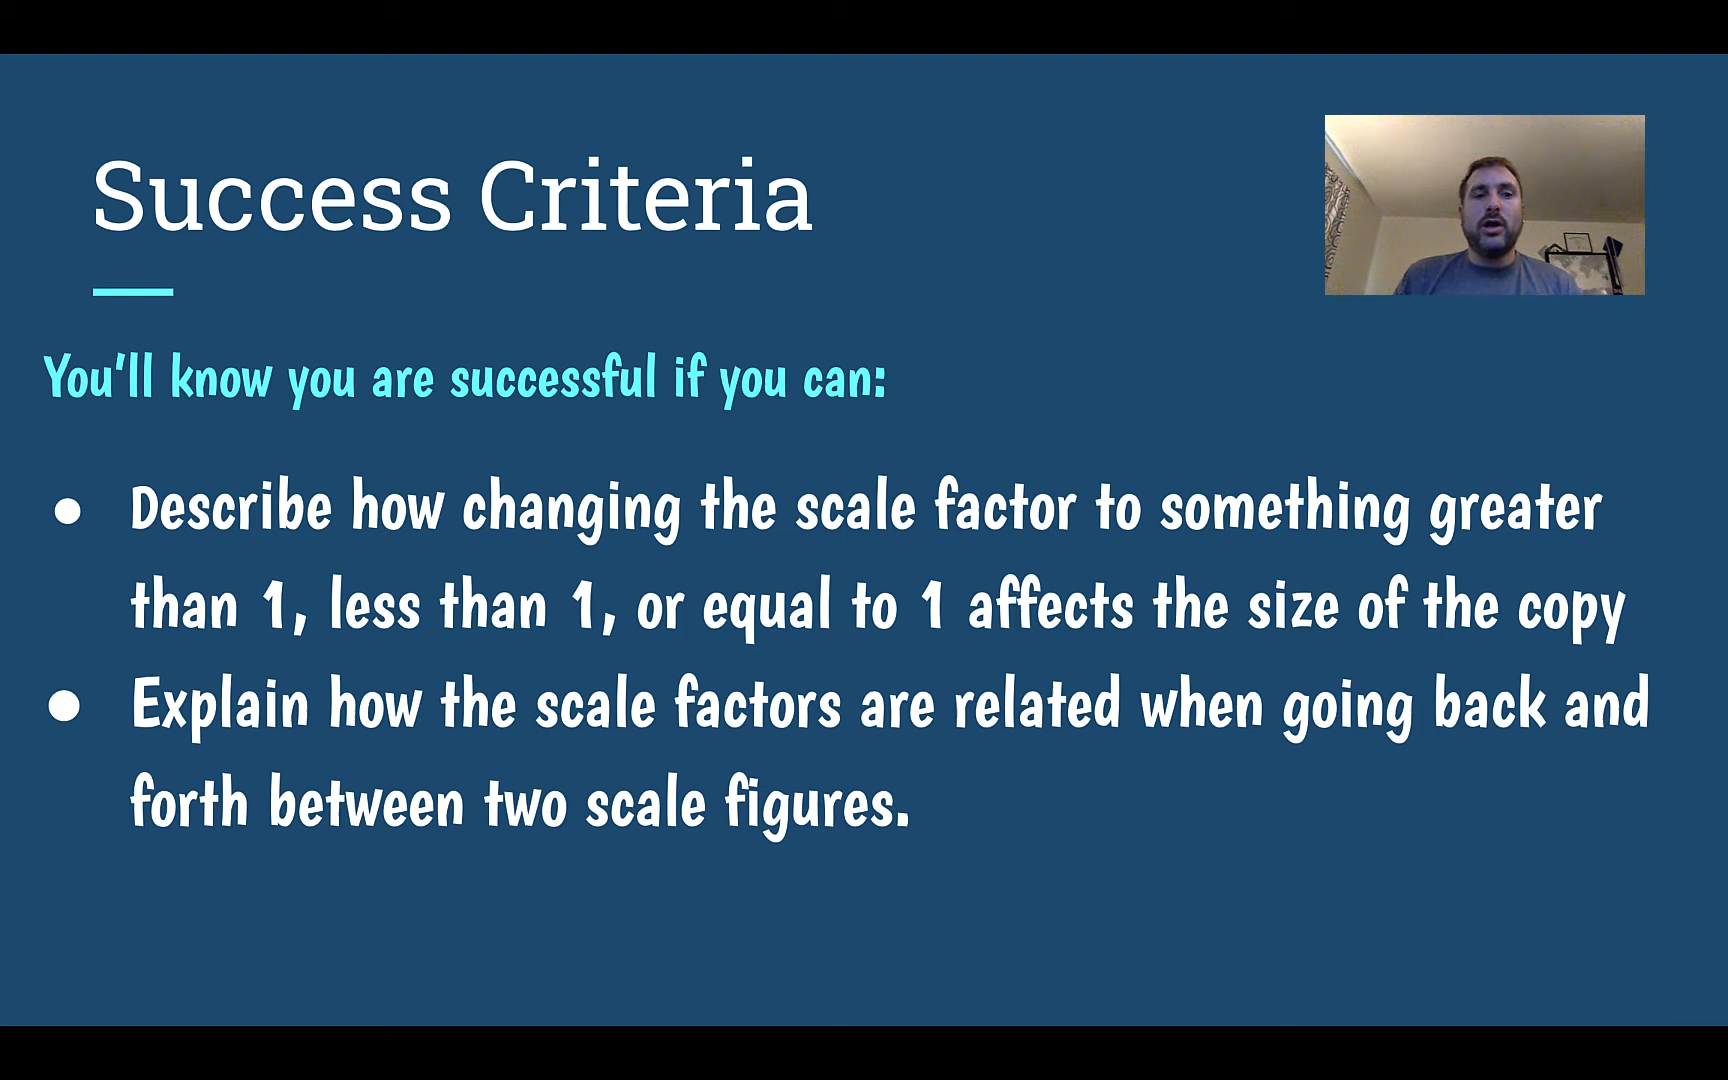 Success Criteria
You'll know you are successful if you can:
● Describe how changing the scale factor to something greater
than 1, less than 1, or equal to 1 affects the size of the copy
● Explain how the scale factors are related when going back and
forth between two scale figures.